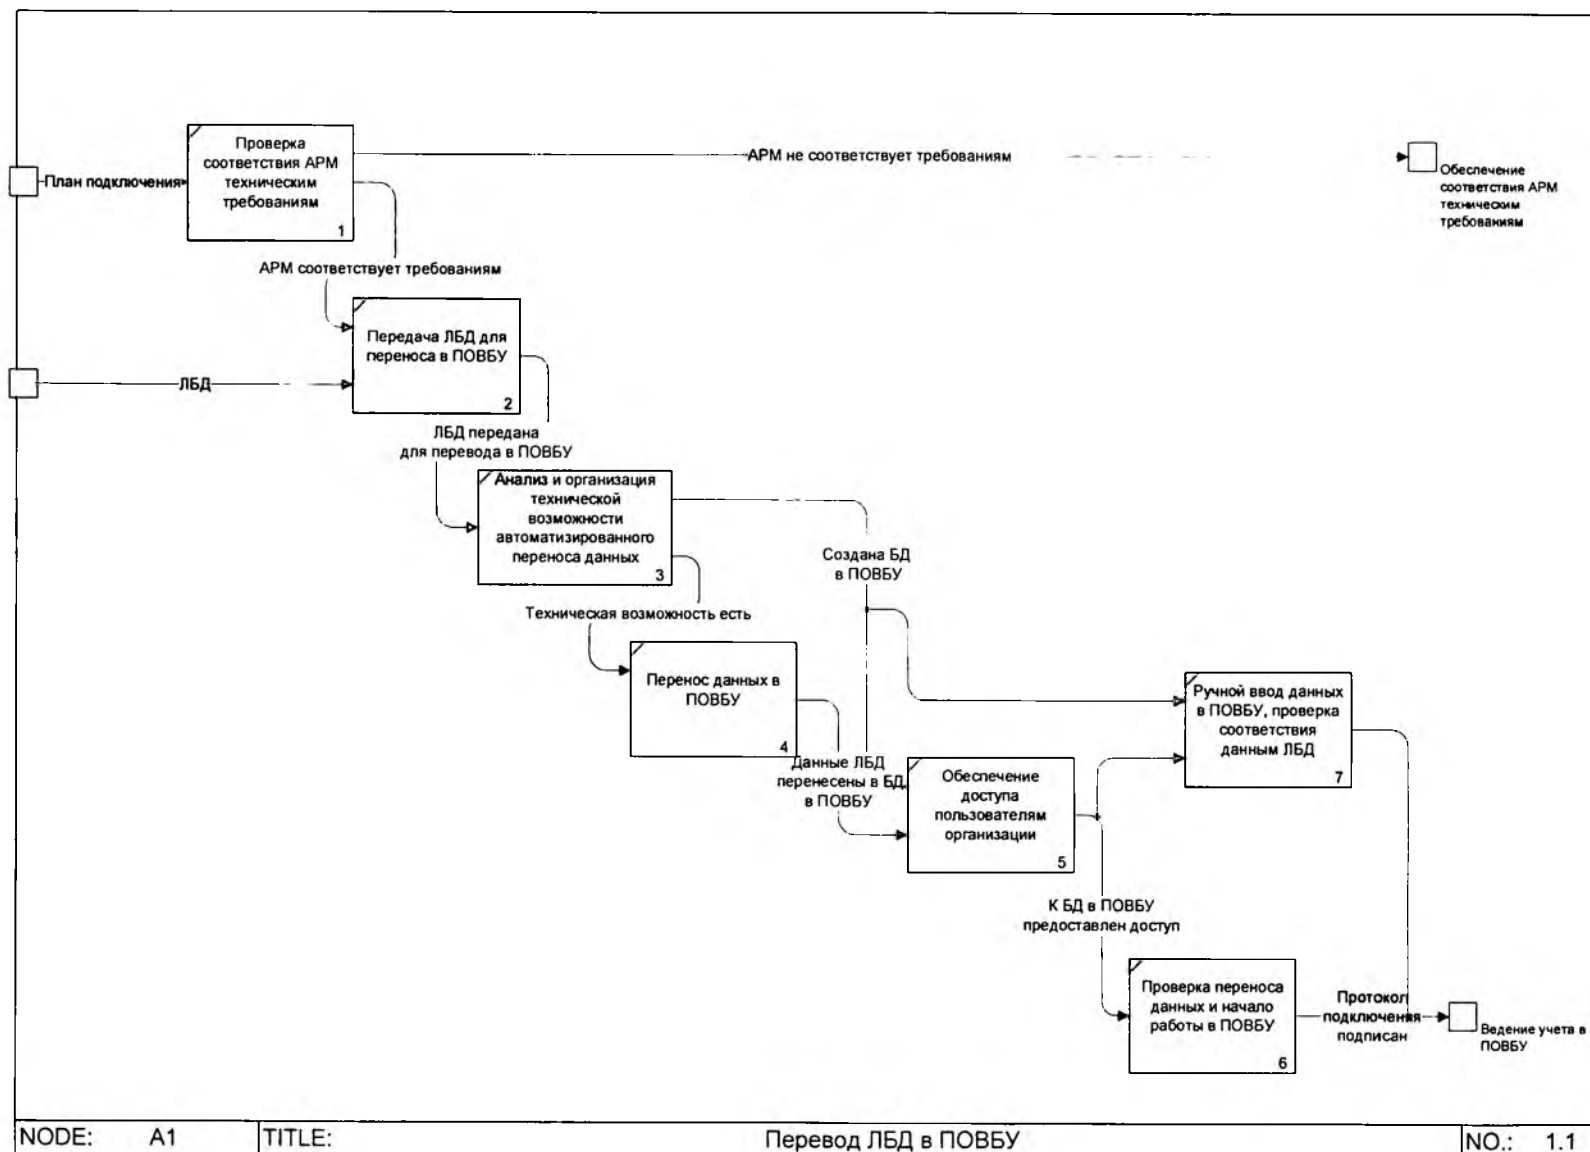 Проверка
соответствия АРМ
техническим
требованиям
1
План подключения
АРМ не соответствует требованиям
Обеспечение
соответствия АРМ
техническим
требованиям
АРМ соответствует требованиям
Передача ЛБД для
переноса в ПОВБУ
2
ЛБД
ЛБД передана
для перевода в ПОВБУ
Анализ и организация
технической
возможности
автоматизированного
переноса данных
3
Создана БД
в ПОВБУ
Техническая возможность есть
Перенос данных в
ПОВБУ
4
Данные ЛБД
перенесены в БД
в ПОВБУ
Обеспечение
доступа
пользователям
организации
5
Ручной ввод данных
в ПОВБУ, проверка
соответствия
данным ЛБД
7
К БД в ПОВБУ
предоставлен доступ
Проверка переноса
данных и начало
работы в ПОВБУ
6
Протокол
подключения
подписан
Ведение учета в
ПОВБУ
NODE: A1 TITLE: Перевод ЛБД в ПОВБУ NO.: 1.1